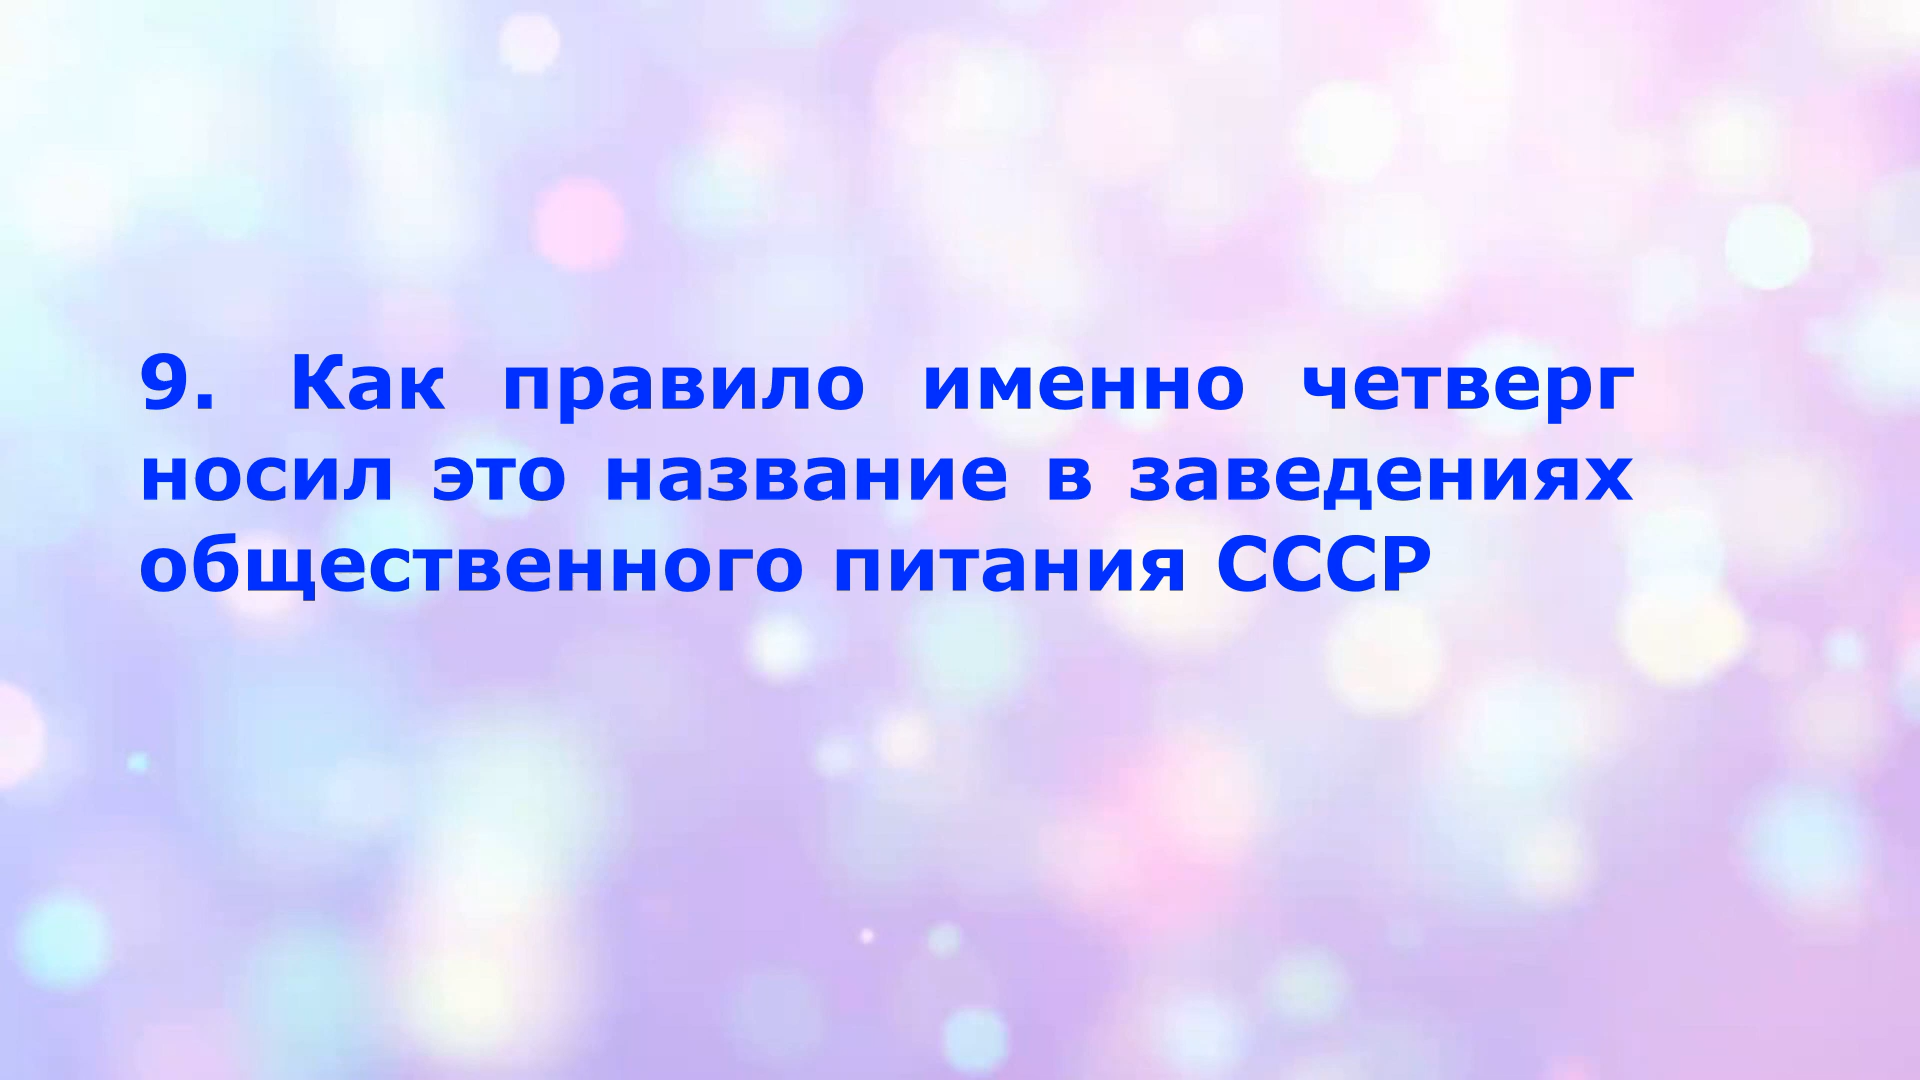 9. Как правило именно четверг
носил это название в заведениях
общественного питания СССР